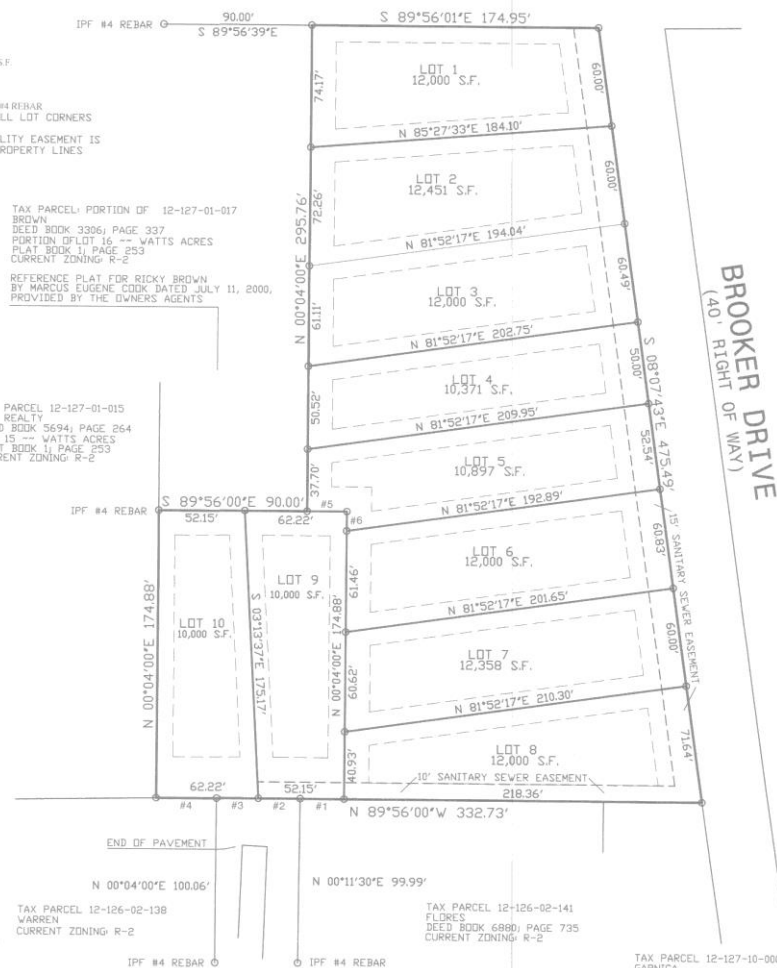 90.00'
IPF #4 REBAR
S 89°56'39"E
S 89°56'01"E 174.95'
S.F.
#4 REBAR
LL LOT CORNERS
LITY EASEMENT IS
ROPERTY LINES
LOT 1
12,000 S.F.
74.17'
60.00'
N 85°27'33"E 184.10'
LOT 2
12,451 S.F.
72.26'
60.00'
N 81°52'17"E 194.04'
TAX PARCEL: PORTION OF 12-127-01-017
BROWN
DEED BOOK 3306; PAGE 337
PORTION OFLOT 16 -- WATTS ACRES
PLAT BOOK 1; PAGE 253
CURRENT ZONING: R-2
REFERENCE PLAT FOR RICKY BROWN
BY MARCUS EUGENE COOK DATED JULY 11, 2000,
PROVIDED BY THE OWNERS AGENTS
N 00°04'00"E 295.76'
LOT 3
12,000 S.F.
61.11'
60.49'
N 81°52'17"E 202.75'
BROOKER DRIVE
(40' RIGHT OF WAY)
S 08°07'43"E 475.49'
LOT 4
10,371 S.F.
50.52'
50.00'
N 81°52'17"E 209.95'
PARCEL 12-127-01-015
REALTY
D BOOK 5694; PAGE 264
15 -- WATTS ACRES
T BOOK 1; PAGE 253
RENT ZONING: R-2
LOT 5
10,897 S.F.
37.70'
52.54'
N 81°52'17"E 192.89'
S 89°56'00"E 90.00'
IPF #4 REBAR
52.15'
62.22'
#5
#6
LOT 6
12,000 S.F.
61.46'
60.83'
15' SANITARY SEWER EASEMENT
N 81°52'17"E 201.65'
LOT 9
10,000 S.F.
LOT 10
10,000 S.F.
N 00°04'00"E 174.88'
S 03°13'37"E 175.17'
N 00°04'00"E 174.88'
LOT 7
12,358 S.F.
60.62'
60.00'
N 81°52'17"E 210.30'
LOT 8
12,000 S.F.
40.93'
71.64'
10' SANITARY SEWER EASEMENT
62.22'
52.15'
218.36'
#4
#3
#2
#1
N 89°56'00"W 332.73'
END OF PAVEMENT
N 00°04'00"E 100.06'
N 00°11'30"E 99.99'
TAX PARCEL 12-126-02-138
WARREN
CURRENT ZONING: R-2
TAX PARCEL 12-126-02-141
FLORES
DEED BOOK 6880; PAGE 735
CURRENT ZONING: R-2
IPF #4 REBAR
IPF #4 REBAR
TAX PARCEL 12-127-10-00